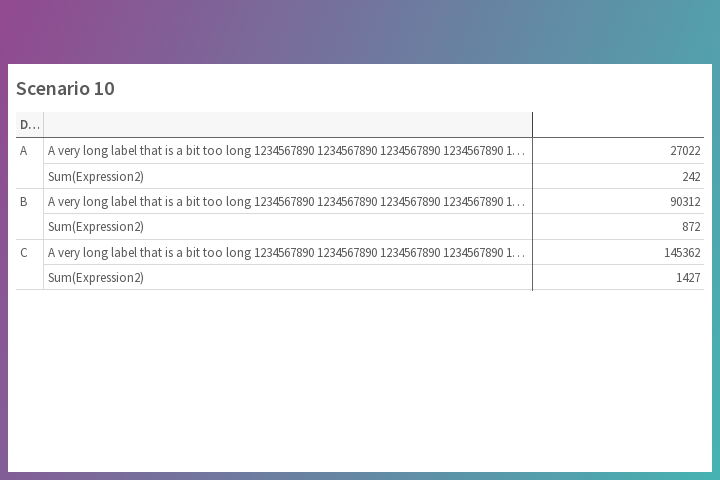 Scenario 10
D…
A A very long label that is a bit too long 1234567890 1234567890 1234567890 1234567890 1… 27022
Sum(Expression2) 242
B A very long label that is a bit too long 1234567890 1234567890 1234567890 1234567890 1… 90312
Sum(Expression2) 872
C A very long label that is a bit too long 1234567890 1234567890 1234567890 1234567890 1… 145362
Sum(Expression2) 1427